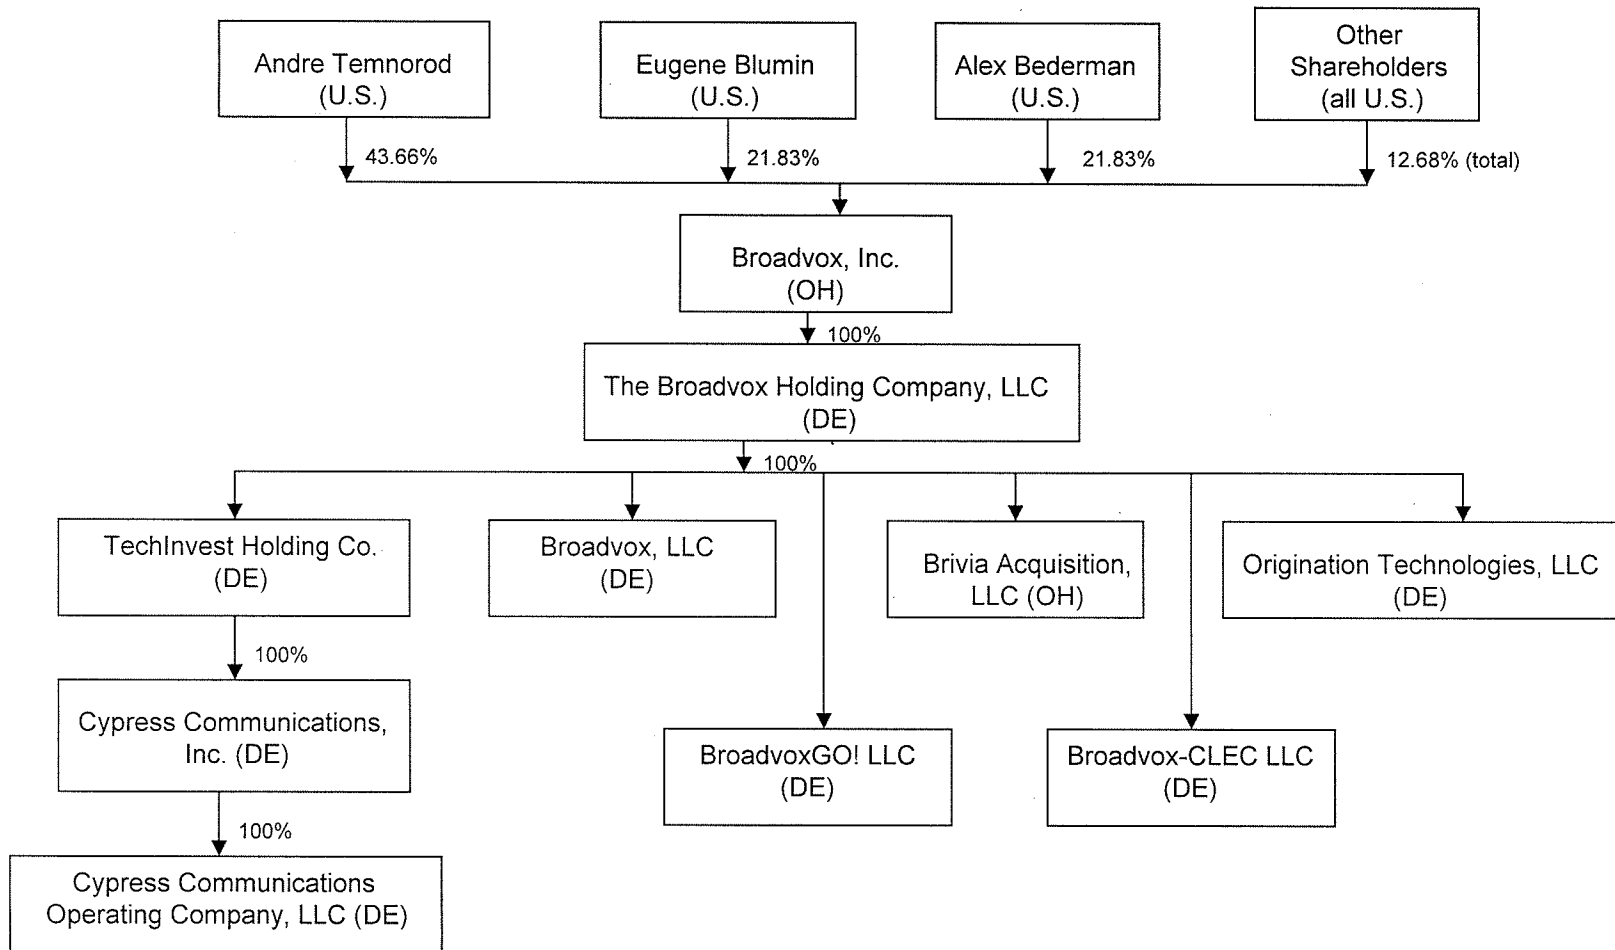 Andre Temnorod
(U.S.)
Eugene Blumin
(U.S.)
Alex Bederman
(U.S.)
Other
Shareholders
(all U.S.)
43.66%
21.83%
21.83%
12.68% (total)
Broadvox, Inc.
(OH)
100%
The Broadvox Holding Company, LLC
(DE)
100%
TechInvest Holding Co.
(DE)
Broadvox, LLC
(DE)
Brivia Acquisition,
LLC (OH)
Origination Technologies, LLC
(DE)
100%
Cypress Communications,
Inc. (DE)
BroadvoxGO! LLC
(DE)
Broadvox-CLEC LLC
(DE)
100%
Cypress Communications
Operating Company, LLC (DE)